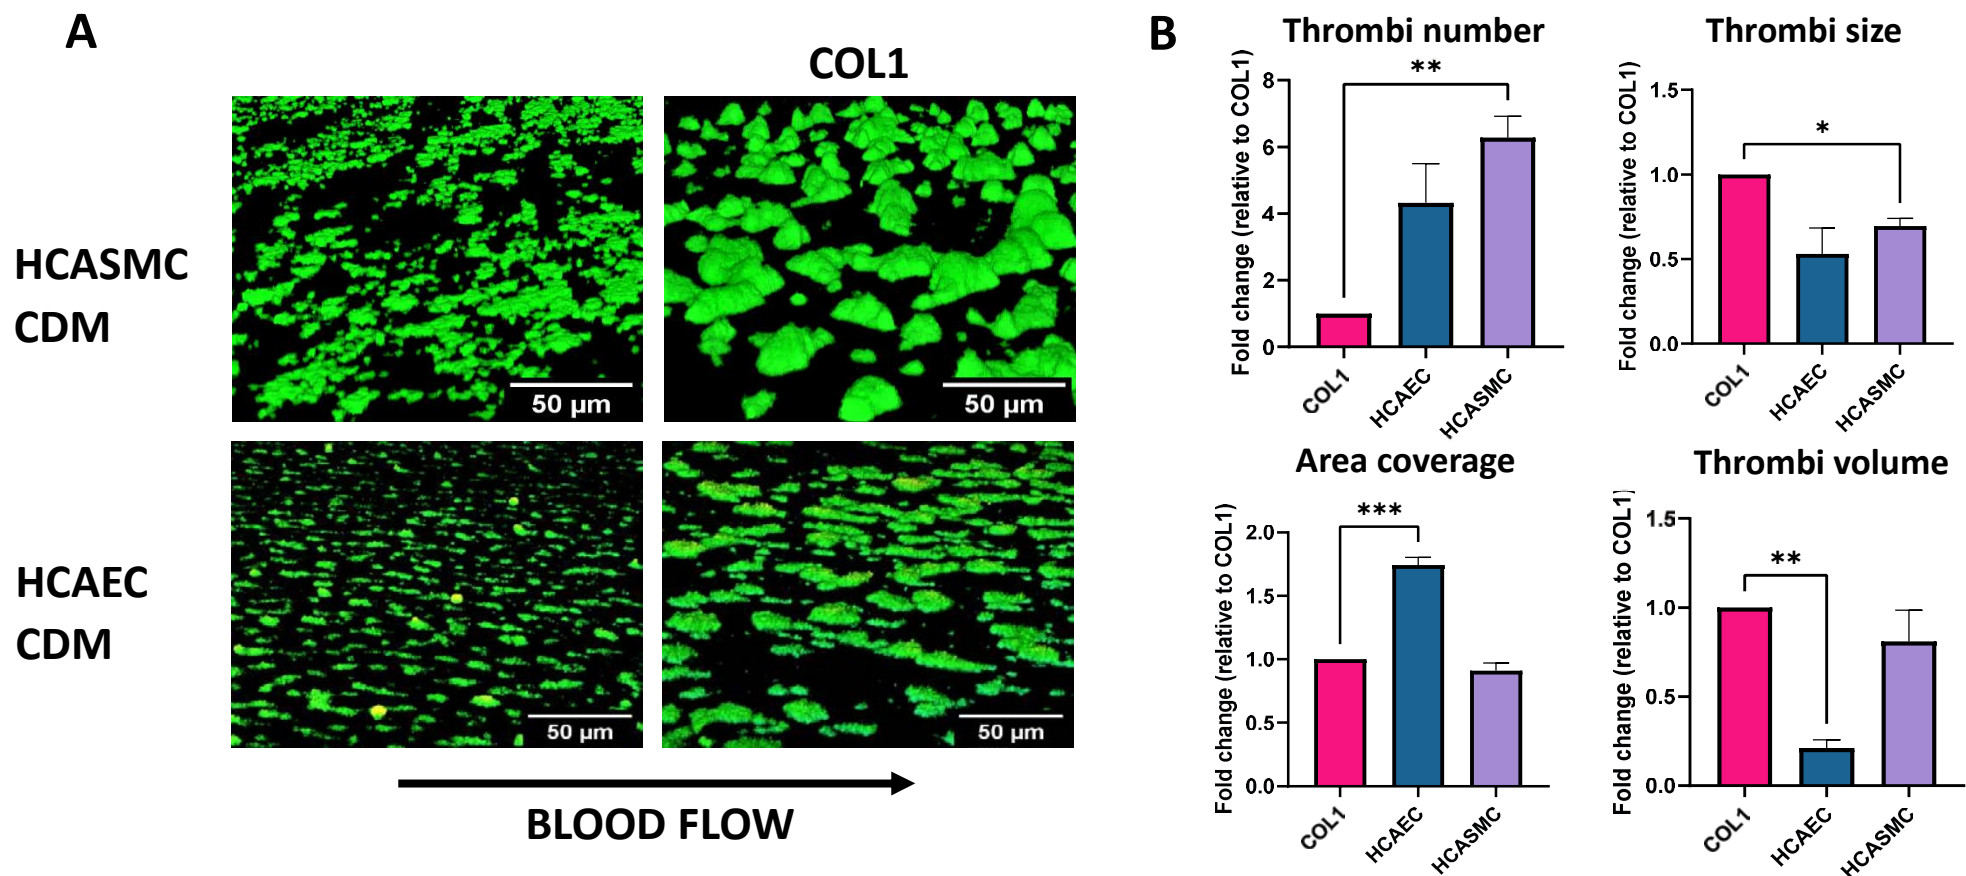 A
COL1
HCASMC
CDM
50 µm
50 µm
HCAEC
CDM
50 µm
50 µm
BLOOD FLOW
B
Thrombi number
Fold change (relative to COL1)
8
6
4
2
0
**
COL1
HCAEC
HCASMC
Thrombi size
Fold change (relative to COL1)
1.5
1.0
0.5
0.0
*
COL1
HCAEC
HCASMC
Area coverage
Fold change (relative to COL1)
2.0
1.5
1.0
0.5
0.0
***
COL1
HCAEC
HCASMC
Thrombi volume
Fold change (relative to COL1)
1.5
1.0
0.5
0.0
**
COL1
HCAEC
HCASMC